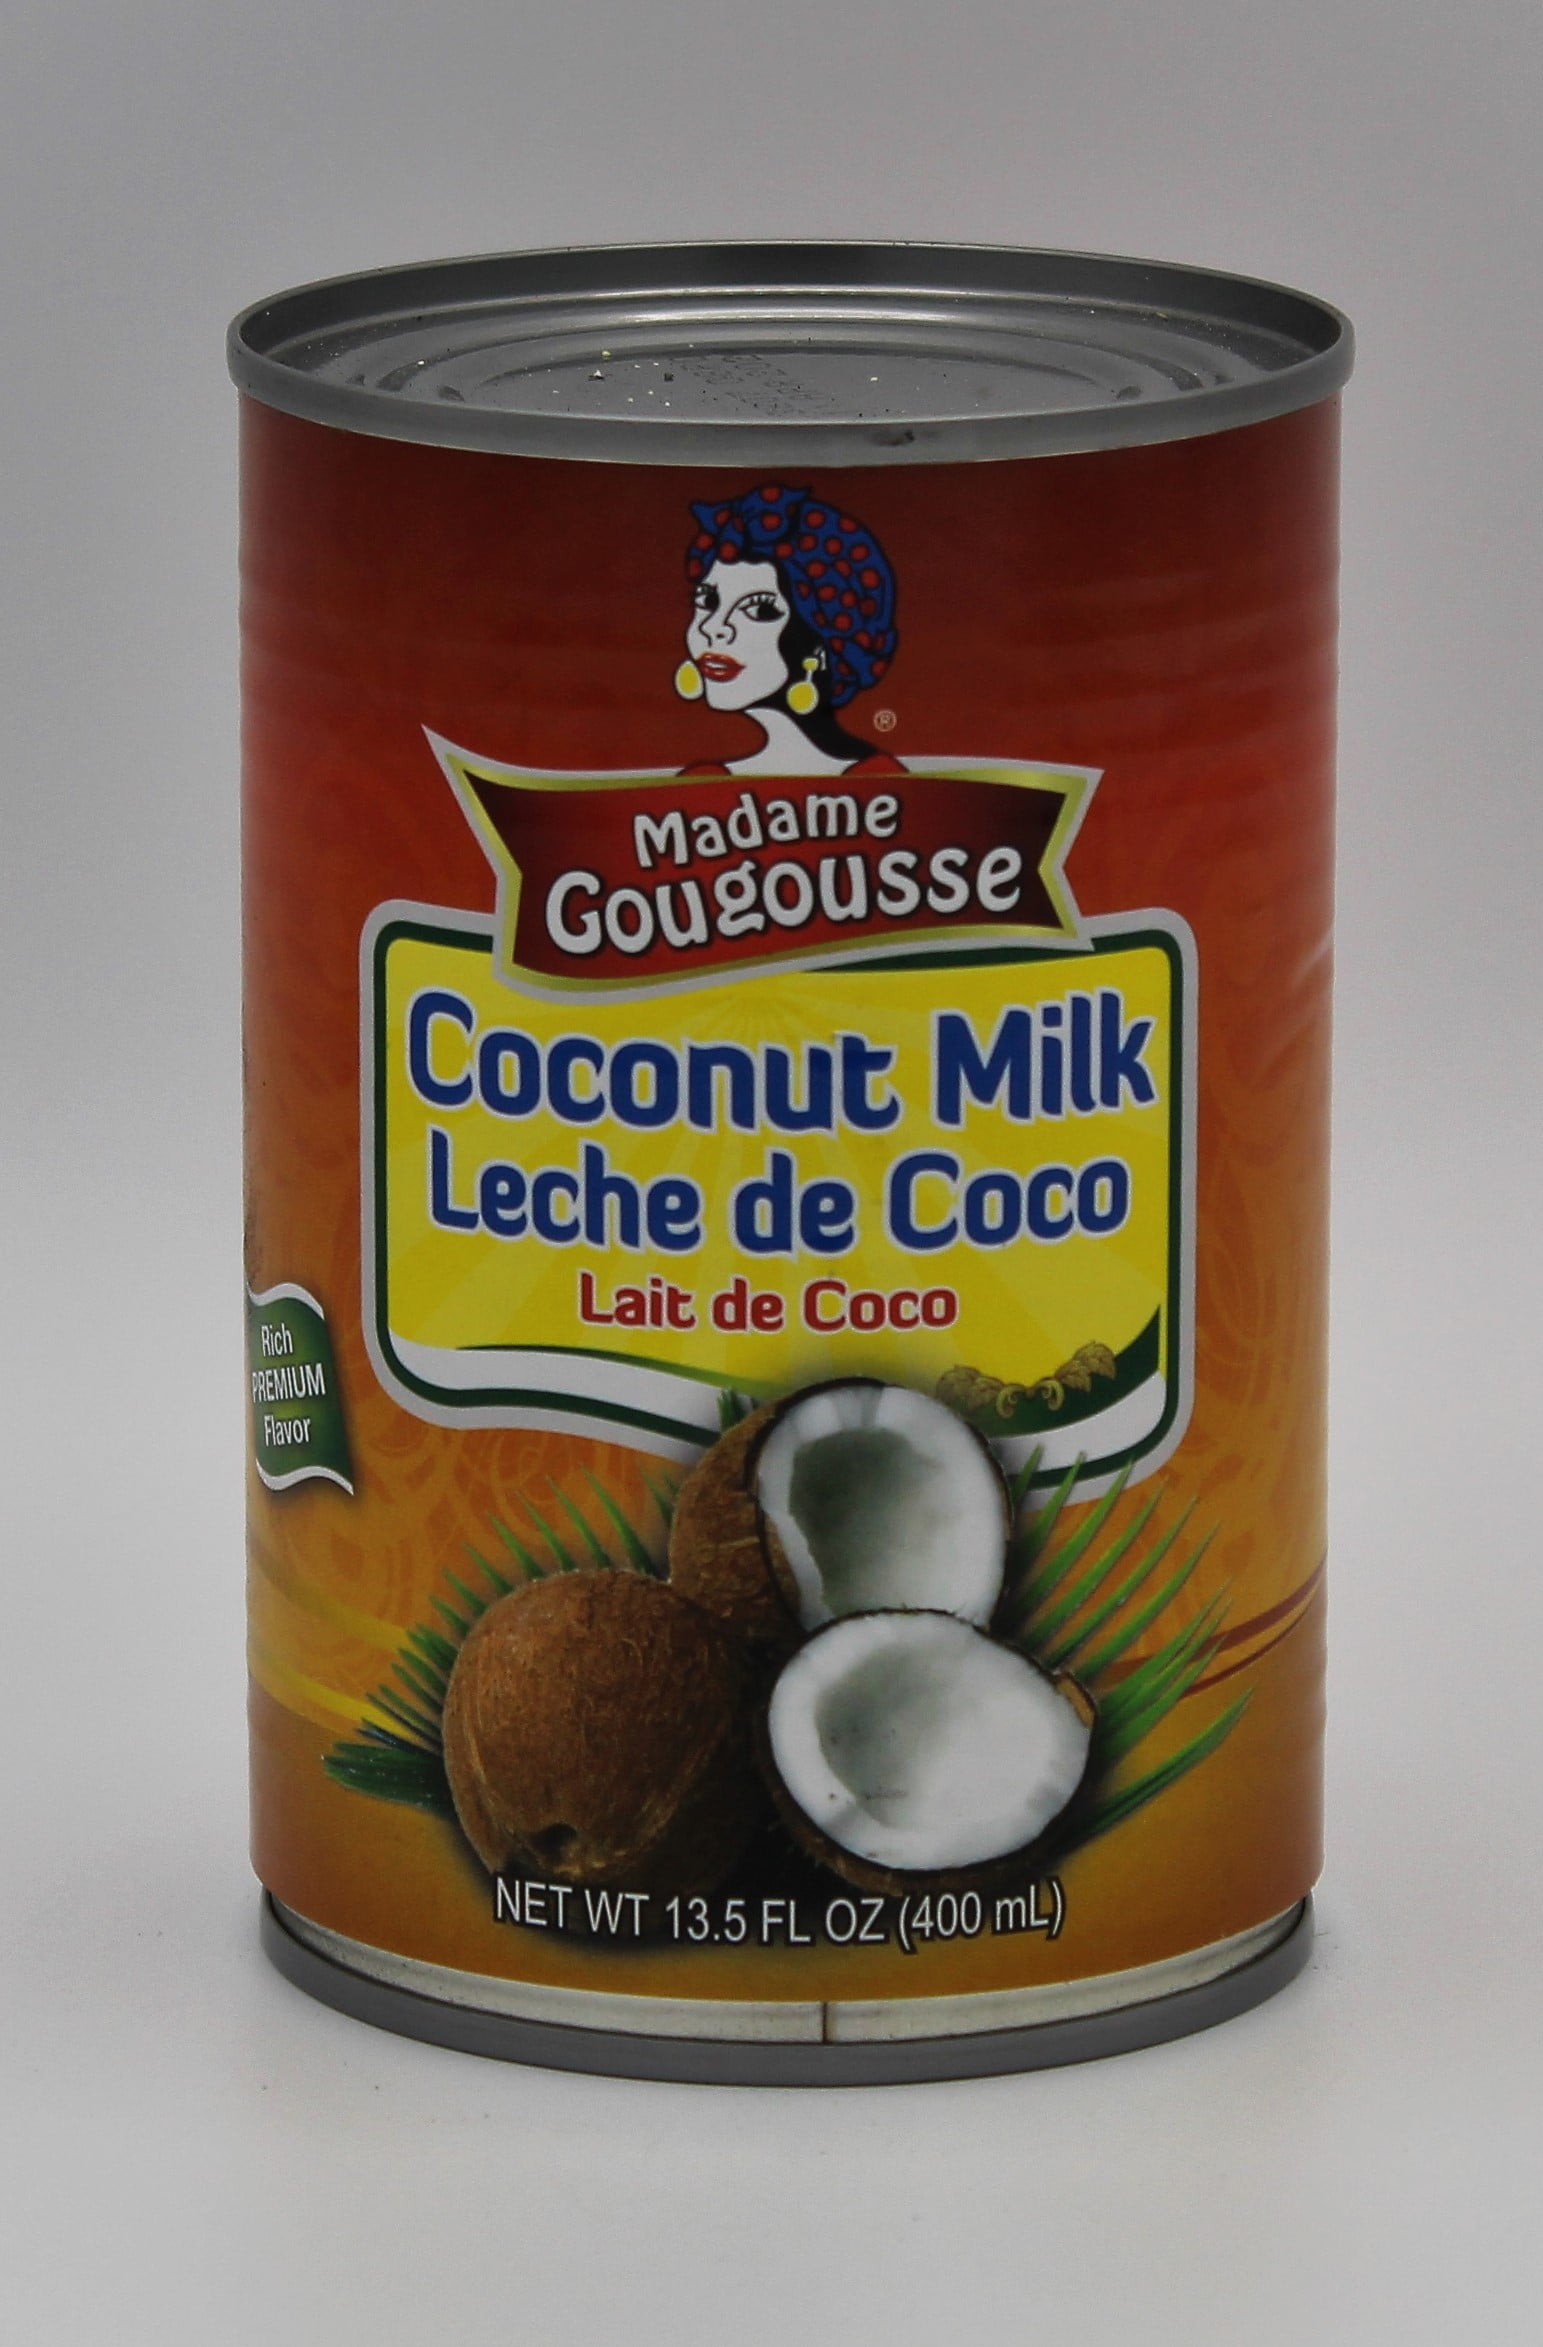 ®
Madame
Gougousse
Coconut Milk
Leche de Coco
Lait de Coco
Rich
PREMIUM
Flavor
NET WT 13.5 FL OZ (400 mL)